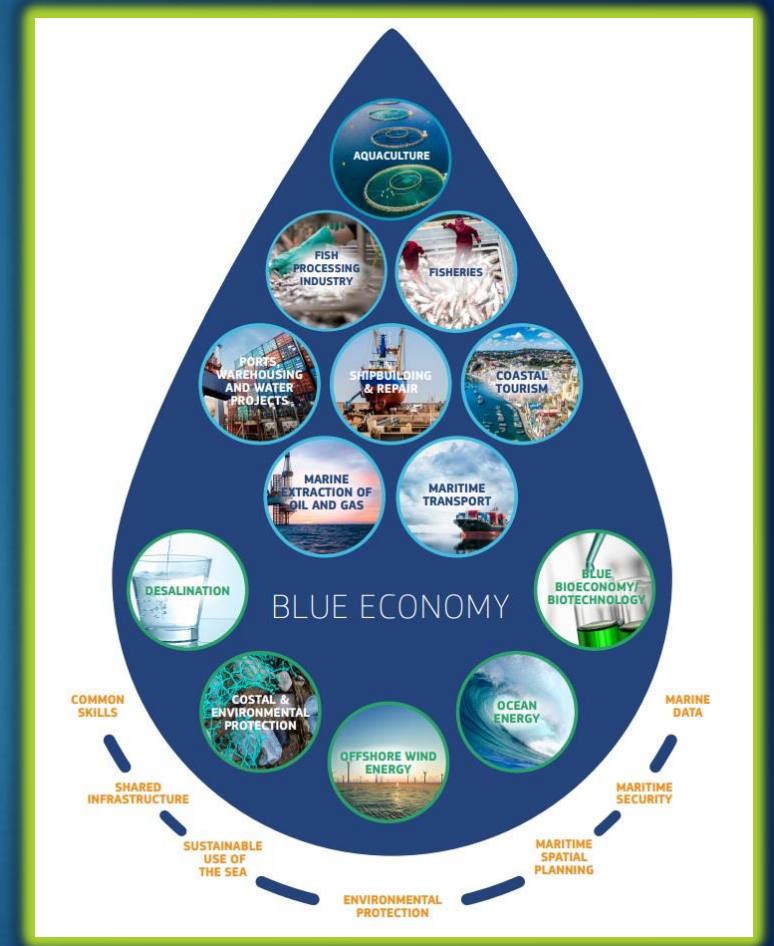 AQUACULTURE
FISH
PROCESSING
INDUSTRY
FISHERIES
PORTS,
WAREHOUSING
AND WATER
PROJECTS
SHIPBUILDING
& REPAIR
COASTAL
TOURISM
MARINE
EXTRACTION OF
OIL AND GAS
MARITIME
TRANSPORT
DESALINATION
BLUE
BIOECONOMY/
BIOTECHNOLOGY
BLUE ECONOMY
COSTAL &
ENVIRONMENTAL
PROTECTION
OCEAN
ENERGY
OFFSHORE WIND
ENERGY
COMMON
SKILLS
SHARED
INFRASTRUCTURE
SUSTAINABLE
USE OF
THE SEA
ENVIRONMENTAL
PROTECTION
MARITIME
SPATIAL
PLANNING
MARITIME
SECURITY
MARINE
DATA